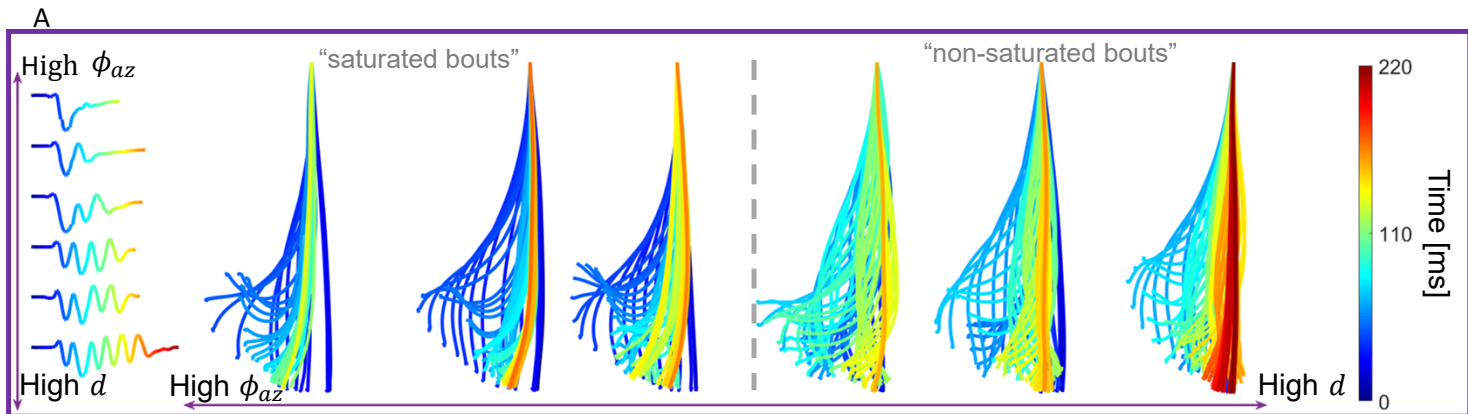 A
High ϕ_az
"saturated bouts"
"non-saturated bouts"
220
110
0
Time [ms]
High d
High ϕ_az
High d